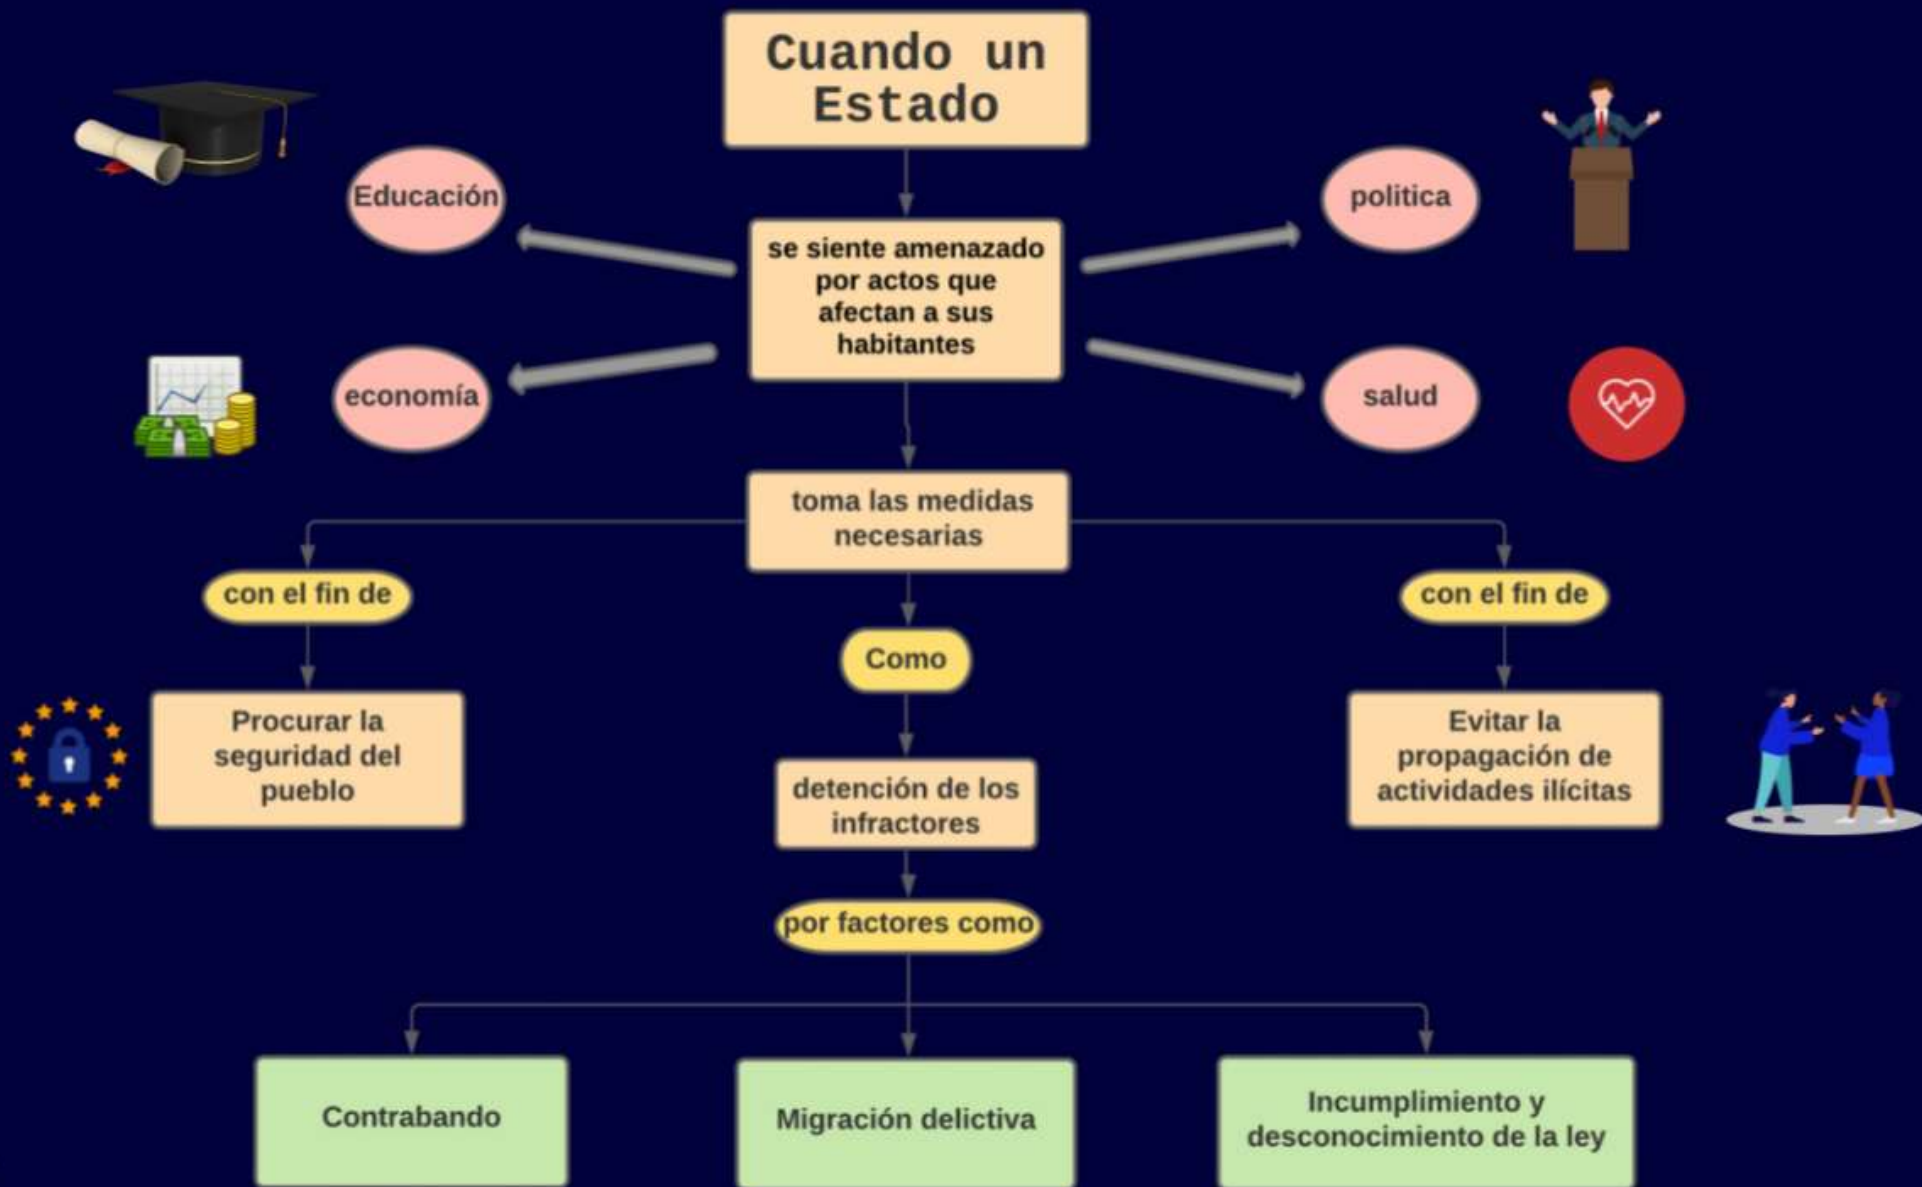 Cuando un
Estado
Educación
politica
se siente amenazado
por actos que
afectan a sus
habitantes
economía
salud
toma las medidas
necesarias
con el fin de
con el fin de
Como
Procurar la
seguridad del
pueblo
Evitar la
propagación de
actividades ilícitas
detención de los
infractores
por factores como
Contrabando
Migración delictiva
Incumplimiento y
desconocimiento de la ley